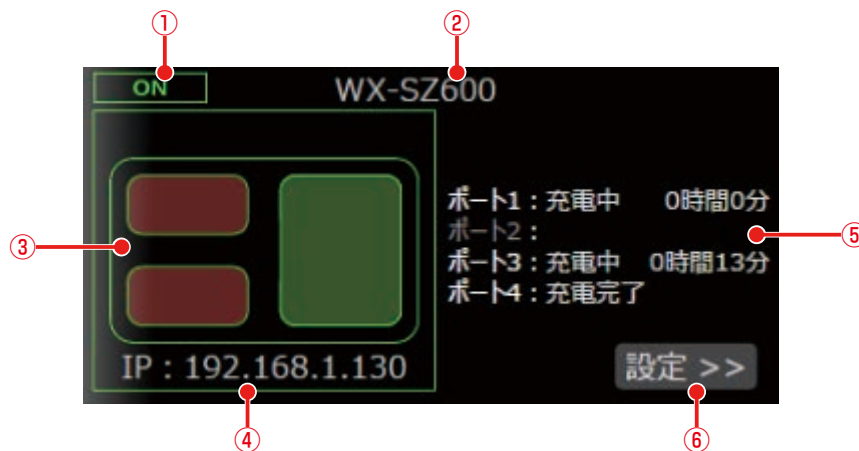 ① ②
ON WX-SZ600
ポート1：充電中 0時間0分
③ ポート2： ⑤
ポート3：充電中 0時間13分
ポート4：充電完了
IP : 192.168.1.130 設定 >>
④ ⑥